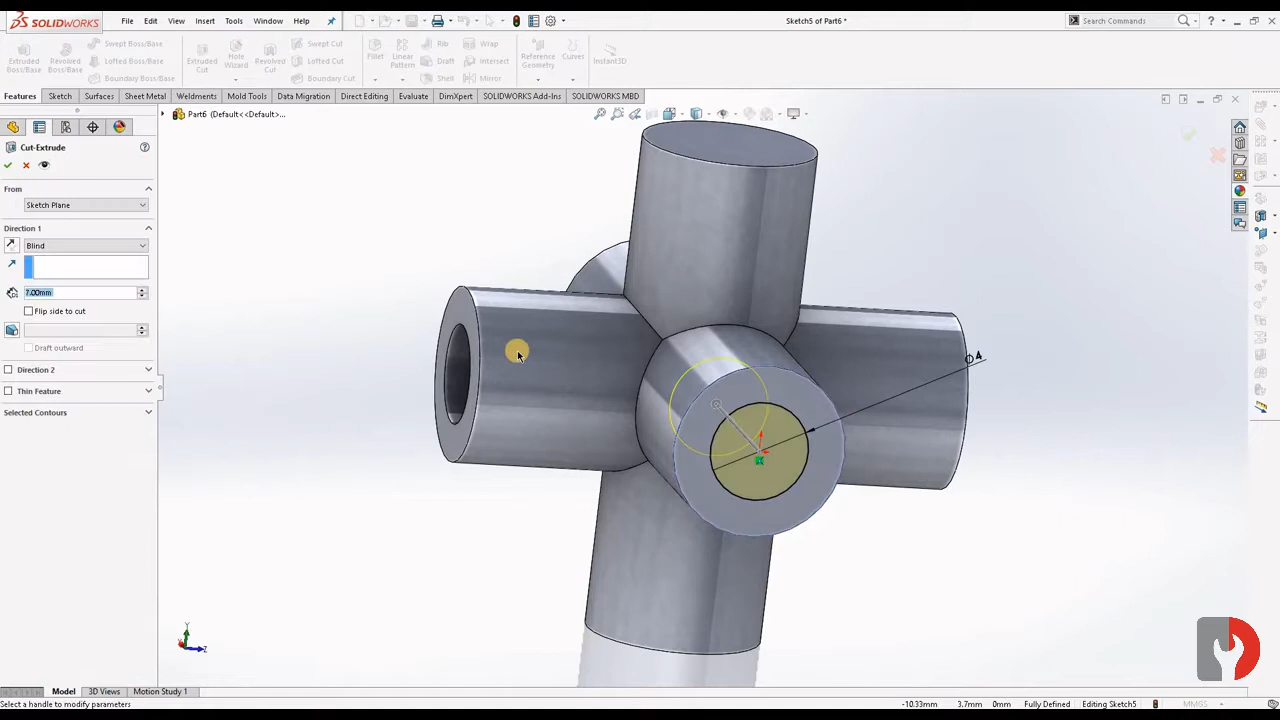 SOLIDWORKS File Edit View Insert Tools Window Help Sketch5 of Part6 * Search Commands
Extruded Boss/Base
Revolved Boss/Base
Swept Boss/Base
Lofted Boss/Base
Boundary Boss/Base
Extruded Cut
Hole Wizard
Revolved Cut
Swept Cut
Lofted Cut
Boundary Cut
Fillet
Linear Pattern
Rib
Draft
Shell
Wrap
Intersect
Mirror
Reference Geometry
Curves
Instant3D
Features Sketch Surfaces Sheet Metal Weldments Mold Tools Data Migration Direct Editing Evaluate DimXpert SOLIDWORKS Add-Ins SOLIDWORKS MBD
Part6 (Default<<Default>...
Cut-Extrude
From
Sketch Plane
Direction 1
Blind
1.00mm
Flip side to cut
Draft outward
Direction 2
Thin Feature
Selected Contours
Ø4
Y
Z
Model 3D Views Motion Study 1
Select a handle to modify parameters -10.33mm 3.7mm 0mm Fully Defined Editing Sketch5 MMGS